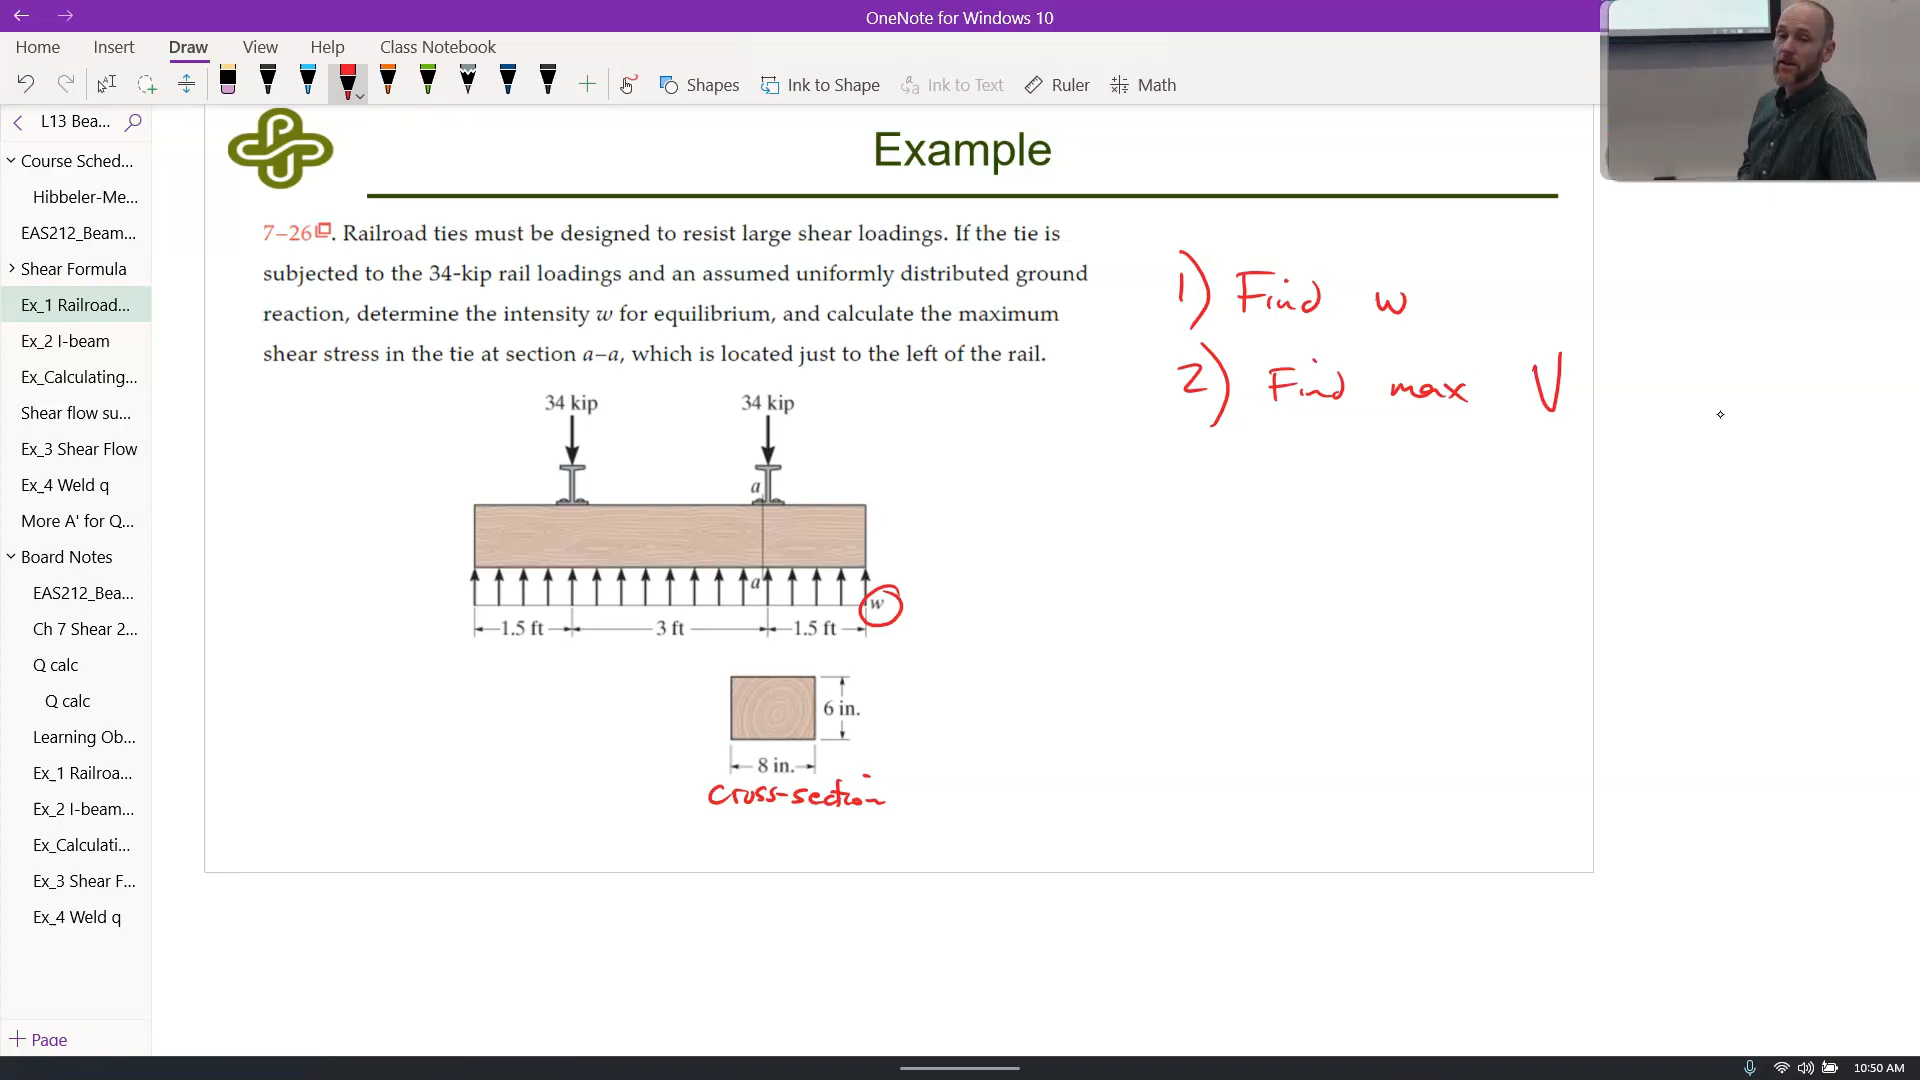 OneNote for Windows 10
Home Insert Draw View Help Class Notebook
Shapes Ink to Shape Ink to Text Ruler Math
L13 Bea...
Course Sched...
Hibbeler-Me...
EAS212_Beam...
Shear Formula
Ex_1 Railroad...
Ex_2 I-beam
Ex_Calculating...
Shear flow su...
Ex_3 Shear Flow
Ex_4 Weld q
More A' for Q...
Board Notes
EAS212_Bea...
Ch 7 Shear 2...
Q calc
Q calc
Learning Ob...
Ex_1 Railroa...
Ex_2 I-beam...
Ex_Calculati...
Ex_3 Shear F...
Ex_4 Weld q
Page
Example
7–26. Railroad ties must be designed to resist large shear loadings. If the tie is
subjected to the 34-kip rail loadings and an assumed uniformly distributed ground
reaction, determine the intensity w for equilibrium, and calculate the maximum
shear stress in the tie at section a–a, which is located just to the left of the rail.
1) Find w
2) Find max V
34 kip 34 kip
a
a
w
1.5 ft 3 ft 1.5 ft
6 in.
8 in.
cross-section
10:50 AM